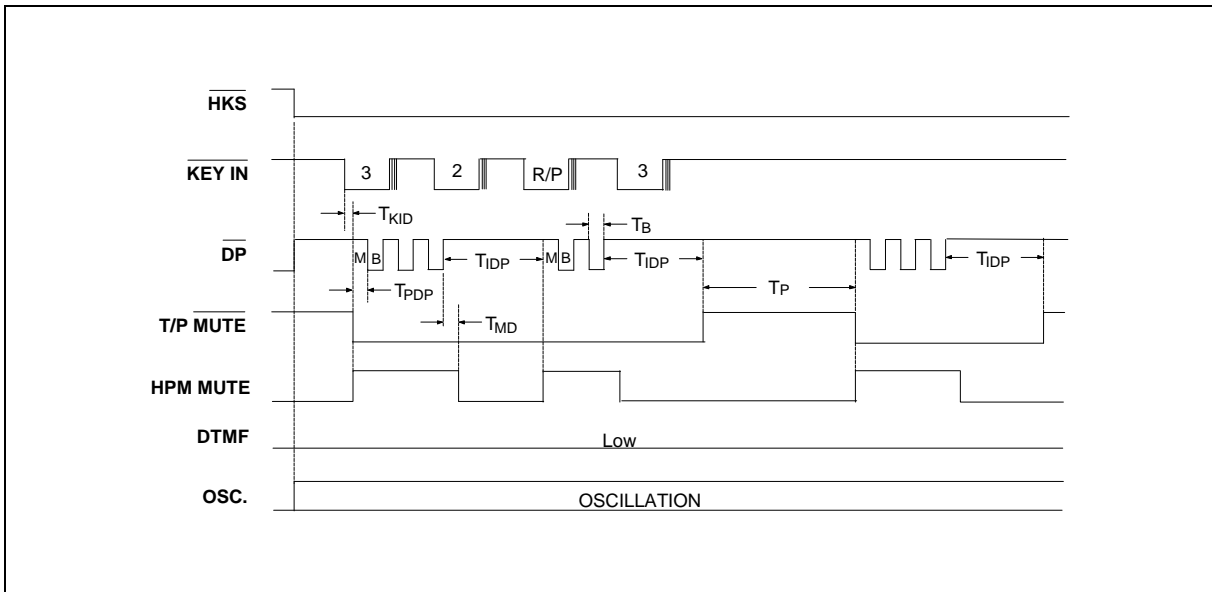 HKS
KEY IN
3
2
R/P
3
TKID
TB
DP
M B
TIDP
M B
TIDP
TP
TIDP
TPDP
T/P MUTE
TMD
HPM MUTE
DTMF
Low
OSC.
OSCILLATION